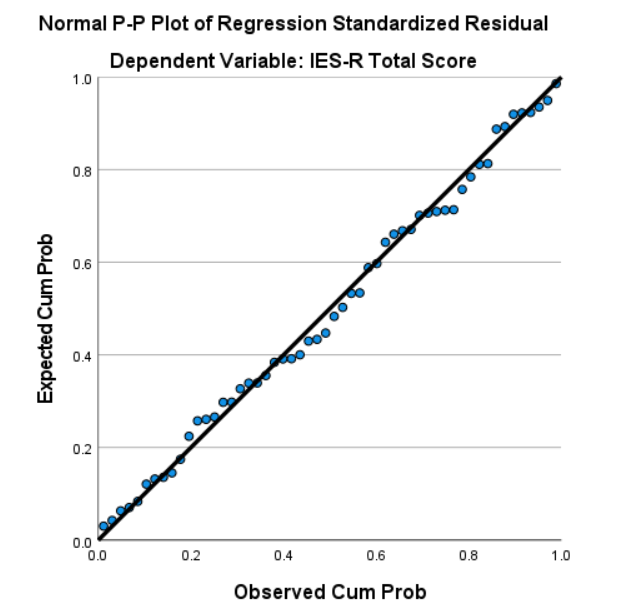 Normal P-P Plot of Regression Standardized Residual
Dependent Variable: IES-R Total Score
1.0
0.8
0.6
0.4
0.2
0.0
Expected Cum Prob
0.0 0.2 0.4 0.6 0.8 1.0
Observed Cum Prob